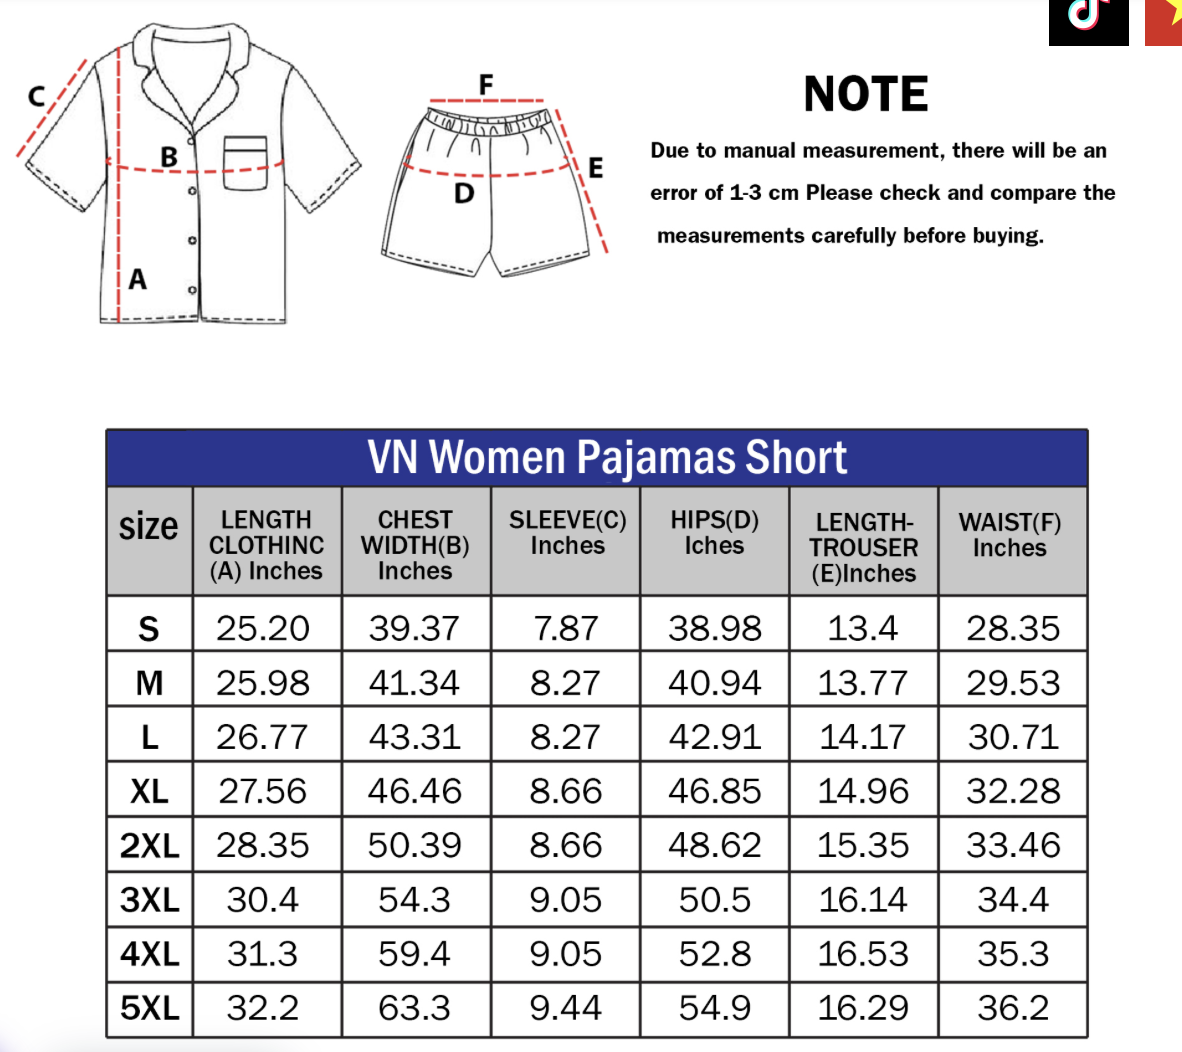 C
B
A
F
E
D
NOTE
Due to manual measurement, there will be an
error of 1-3 cm Please check and compare the
measurements carefully before buying.
VN Women Pajamas Short
size LENGTH CLOTHINC (A) Inches CHEST WIDTH(B) Inches SLEEVE(C) Inches HIPS(D) Iches LENGTH-TROUSER (E)Inches WAIST(F) Inches
S 25.20 39.37 7.87 38.98 13.4 28.35
M 25.98 41.34 8.27 40.94 13.77 29.53
L 26.77 43.31 8.27 42.91 14.17 30.71
XL 27.56 46.46 8.66 46.85 14.96 32.28
2XL 28.35 50.39 8.66 48.62 15.35 33.46
3XL 30.4 54.3 9.05 50.5 16.14 34.4
4XL 31.3 59.4 9.05 52.8 16.53 35.3
5XL 32.2 63.3 9.44 54.9 16.29 36.2